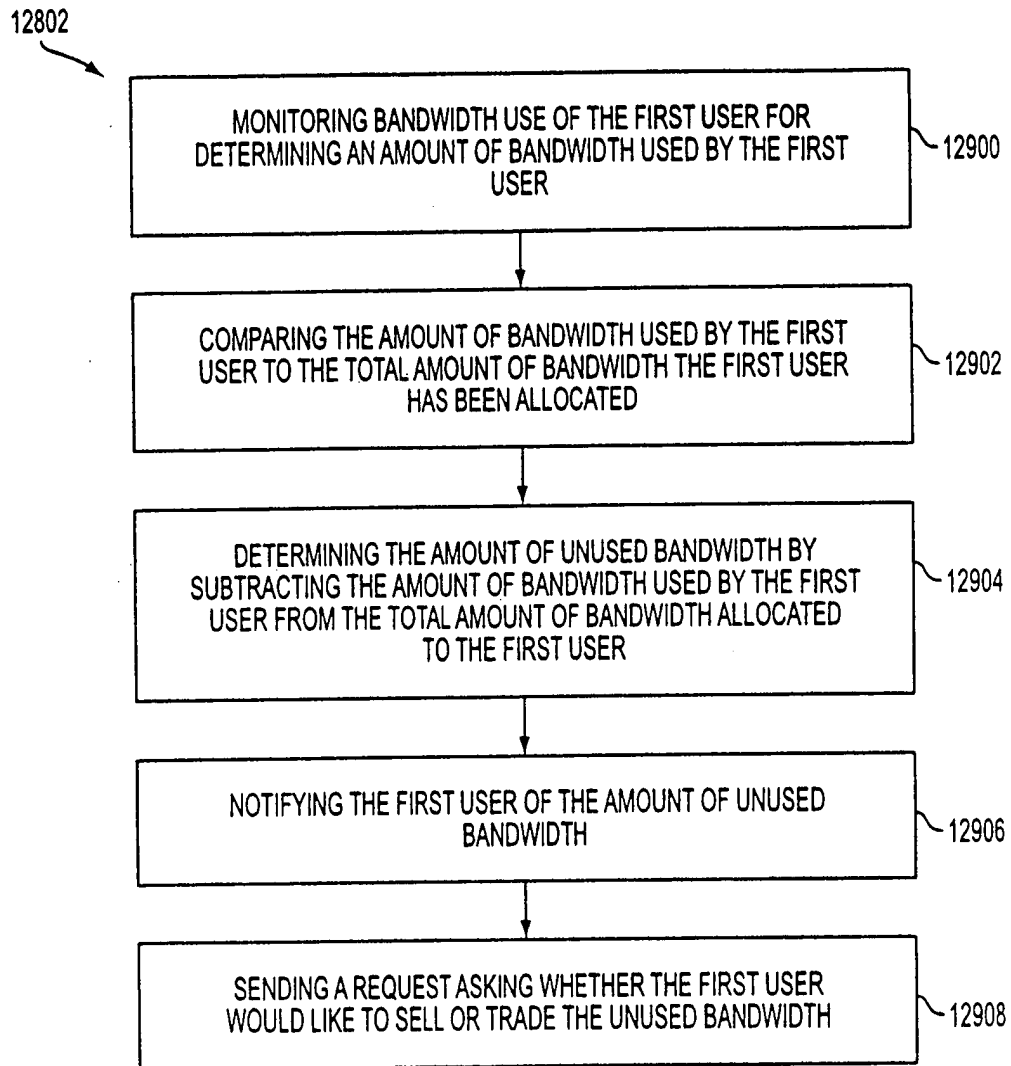 12802
MONITORING BANDWIDTH USE OF THE FIRST USER FOR
DETERMINING AN AMOUNT OF BANDWIDTH USED BY THE FIRST
USER
12900
COMPARING THE AMOUNT OF BANDWIDTH USED BY THE FIRST
USER TO THE TOTAL AMOUNT OF BANDWIDTH THE FIRST USER
HAS BEEN ALLOCATED
12902
DETERMINING THE AMOUNT OF UNUSED BANDWIDTH BY
SUBTRACTING THE AMOUNT OF BANDWIDTH USED BY THE FIRST
USER FROM THE TOTAL AMOUNT OF BANDWIDTH ALLOCATED
TO THE FIRST USER
12904
NOTIFYING THE FIRST USER OF THE AMOUNT OF UNUSED
BANDWIDTH
12906
SENDING A REQUEST ASKING WHETHER THE FIRST USER
WOULD LIKE TO SELL OR TRADE THE UNUSED BANDWIDTH
12908